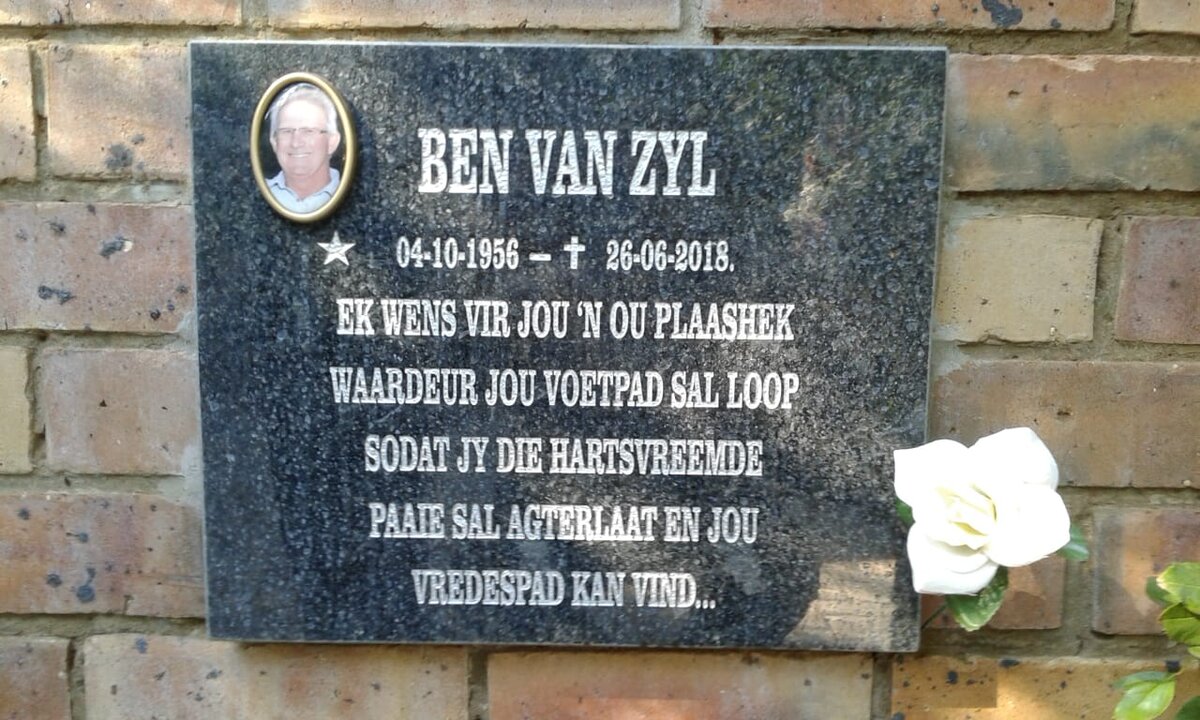 BEN VAN ZYL
04-10-1956 – † 26-06-2018.
EK WENS VIR JOU 'N OU PLAASHEK
WAARDEUR JOU VOETPAD SAL LOOP
SODAT JY DIE HARTSVREEMDE
PAAIE SAL AGTERLAAT EN JOU
VREDESPAD KAN VIND...